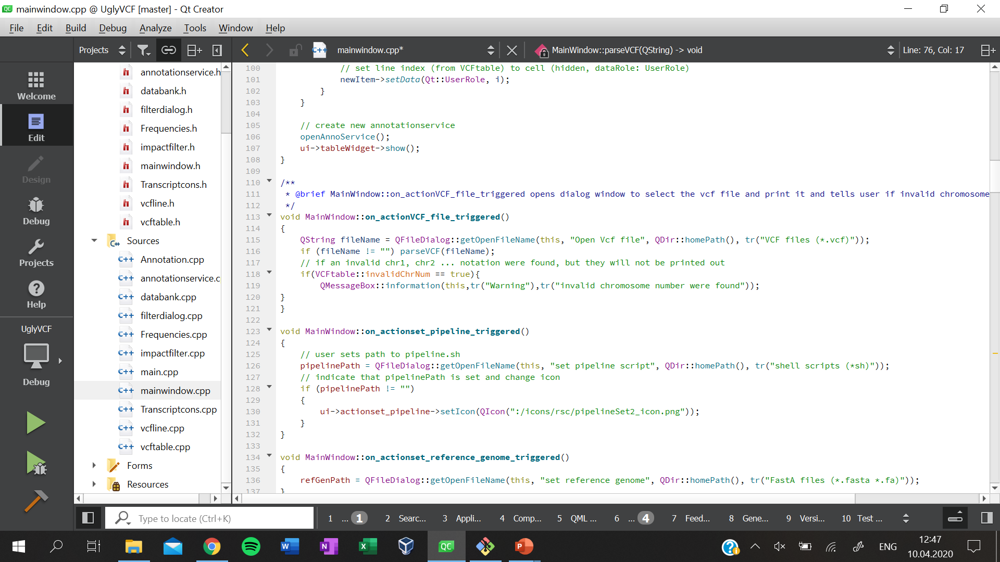 mainwindow.cpp @ UglyVCF [master] - Qt Creator
File Edit Build Debug Analyze Tools Window Help
Projects
mainwindow.cpp*
MainWindow::parseVCF(QString) -> void
Line: 76, Col: 17
Welcome
Edit
Design
Debug
Projects
Help
UglyVCF
Debug
annotationservice.h
databank.h
filterdialog.h
Frequencies.h
impactfilter.h
mainwindow.h
Transcriptcons.h
vcfline.h
vcftable.h
Sources
Annotation.cpp
annotationservice.c
databank.cpp
filterdialog.cpp
Frequencies.cpp
impactfilter.cpp
main.cpp
mainwindow.cpp
Transcriptcons.cpp
vcfline.cpp
vcftable.cpp
Forms
Resources
100 // set line index (from VCFtable) to cell (hidden, dataRole: UserRole)
101 newItem->setData(Qt::UserRole, i);
102 }
103 }
104
105 // create new annotationservice
106 openAnnoService();
107 ui->tableWidget->show();
108 }
109
110 /**
111 * @brief MainWindow::on_actionVCF_file_triggered opens dialog window to select the vcf file and print it and tells user if invalid chromosome
112 */
113 void MainWindow::on_actionVCF_file_triggered()
114 {
115 QString fileName = QFileDialog::getOpenFileName(this, "Open Vcf file", QDir::homePath(), tr("VCF files (*.vcf)"));
116 if (fileName != "") parseVCF(fileName);
117 // if an invalid chr1, chr2 ... notation were found, but they will not be printed out
118 if(VCFtable::invalidChrNum == true){
119 QMessageBox::information(this,tr("Warning"),tr("invalid chromosome number were found"));
120 }
121 }
122
123 void MainWindow::on_actionset_pipeline_triggered()
124 {
125 // user sets path to pipeline.sh
126 pipelinePath = QFileDialog::getOpenFileName(this, "set pipeline script", QDir::homePath(), tr("shell scripts (*sh)"));
127 // indicate that pipelinePath is set and change icon
128 if (pipelinePath != "")
129 {
130 ui->actionset_pipeline->setIcon(QIcon(":/icons/rsc/pipelineSet2_icon.png"));
131 }
132 }
133
134 void MainWindow::on_actionset_reference_genome_triggered()
135 {
136 refGenPath = QFileDialog::getOpenFileName(this, "set reference genome", QDir::homePath(), tr("FastA files (*.fasta *.fa)"));
137 }
Type to locate (Ctrl+K)
1 ... 1 2 Searc... 3 Appli... 4 Comp... 5 QML ... 6 ... 4 7 Feed... 8 Gene... 9 Versi... 10 Test ...
ENG
12:47
10.04.2020